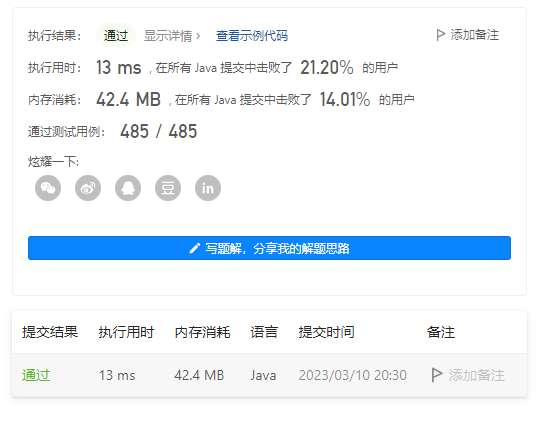 执行结果： 通过 显示详情 › 查看示例代码 添加备注
执行用时： 13 ms , 在所有 Java 提交中击败了 21.20% 的用户
内存消耗： 42.4 MB , 在所有 Java 提交中击败了 14.01% 的用户
通过测试用例： 485 / 485
炫耀一下:
豆 in
写题解，分享我的解题思路
提交结果 执行用时 内存消耗 语言 提交时间 备注
通过 13 ms 42.4 MB Java 2023/03/10 20:30 添加备注